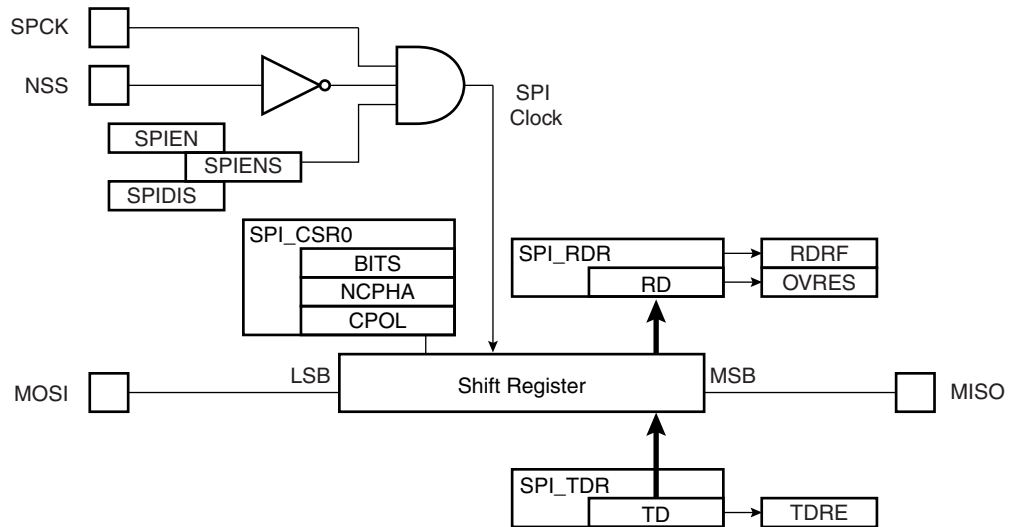 SPCK
NSS
SPI
Clock
SPIEN
SPIENS
SPIDIS
SPI_CSR0
BITS
NCPHA
CPOL
SPI_RDR
RD
RDRF
OVRES
MOSI
LSB
Shift Register
MSB
MISO
SPI_TDR
TD
TDRE